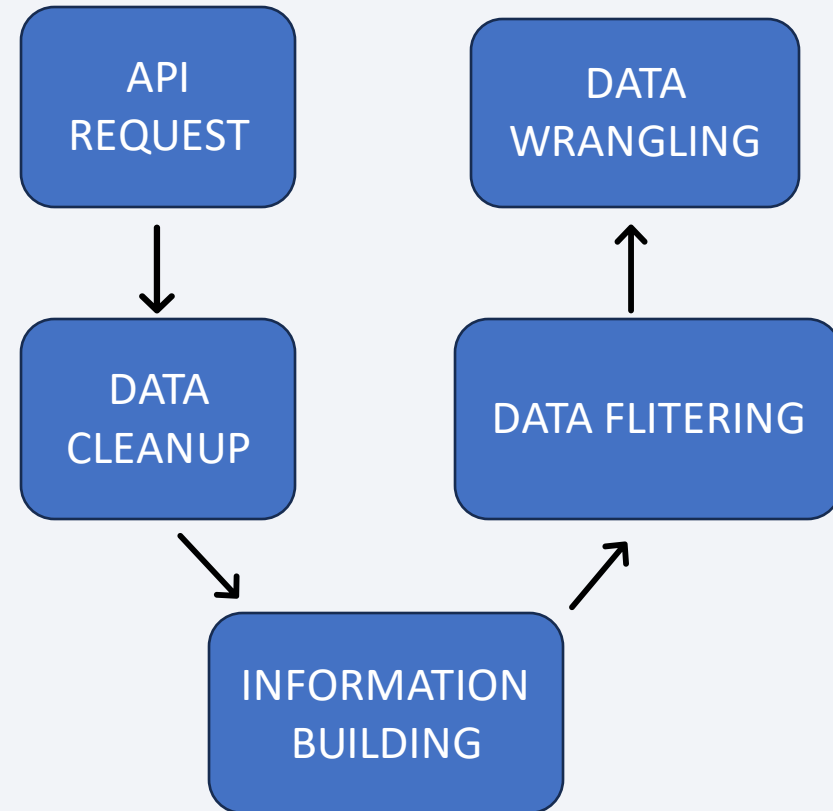 API
REQUEST
DATA
CLEANUP
INFORMATION
BUILDING
DATA FLITERING
DATA
WRANGLING